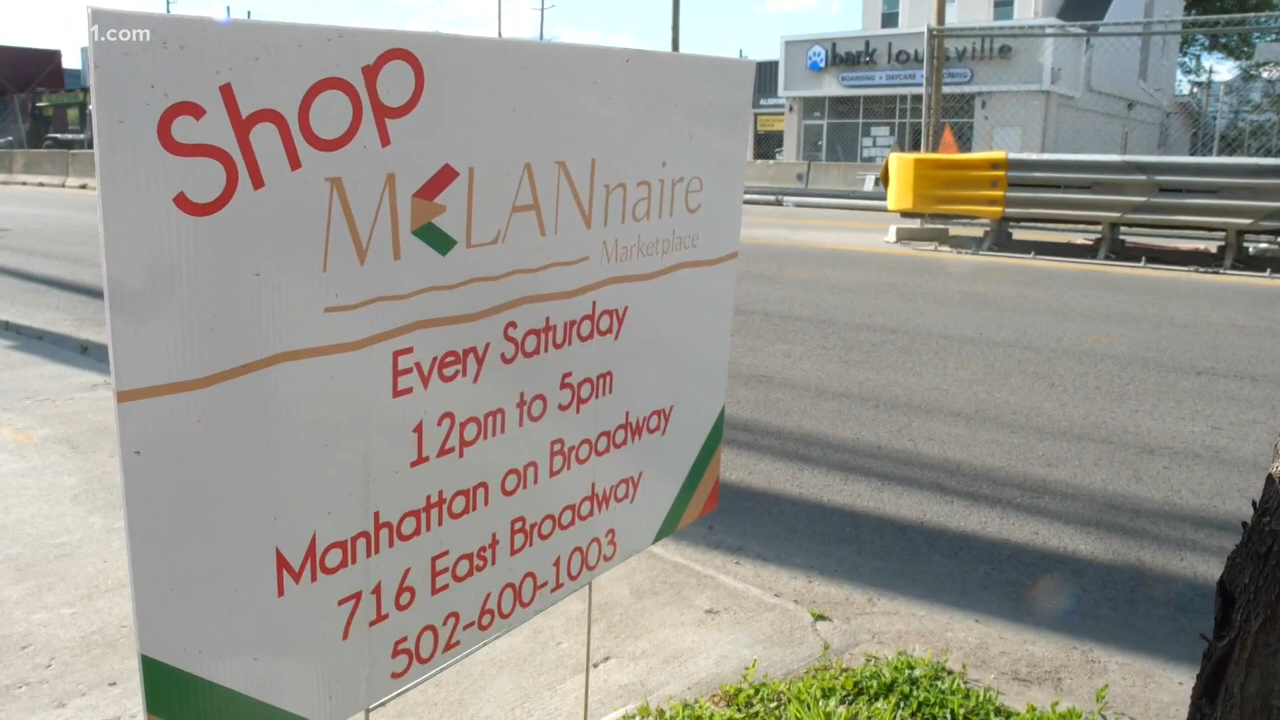 1.com
Shop
MELANnaire
Marketplace
Every Saturday
12pm to 5pm
Manhattan on Broadway
716 East Broadway
502-600-1003
bark louisville
BOARDING • DAYCARE •